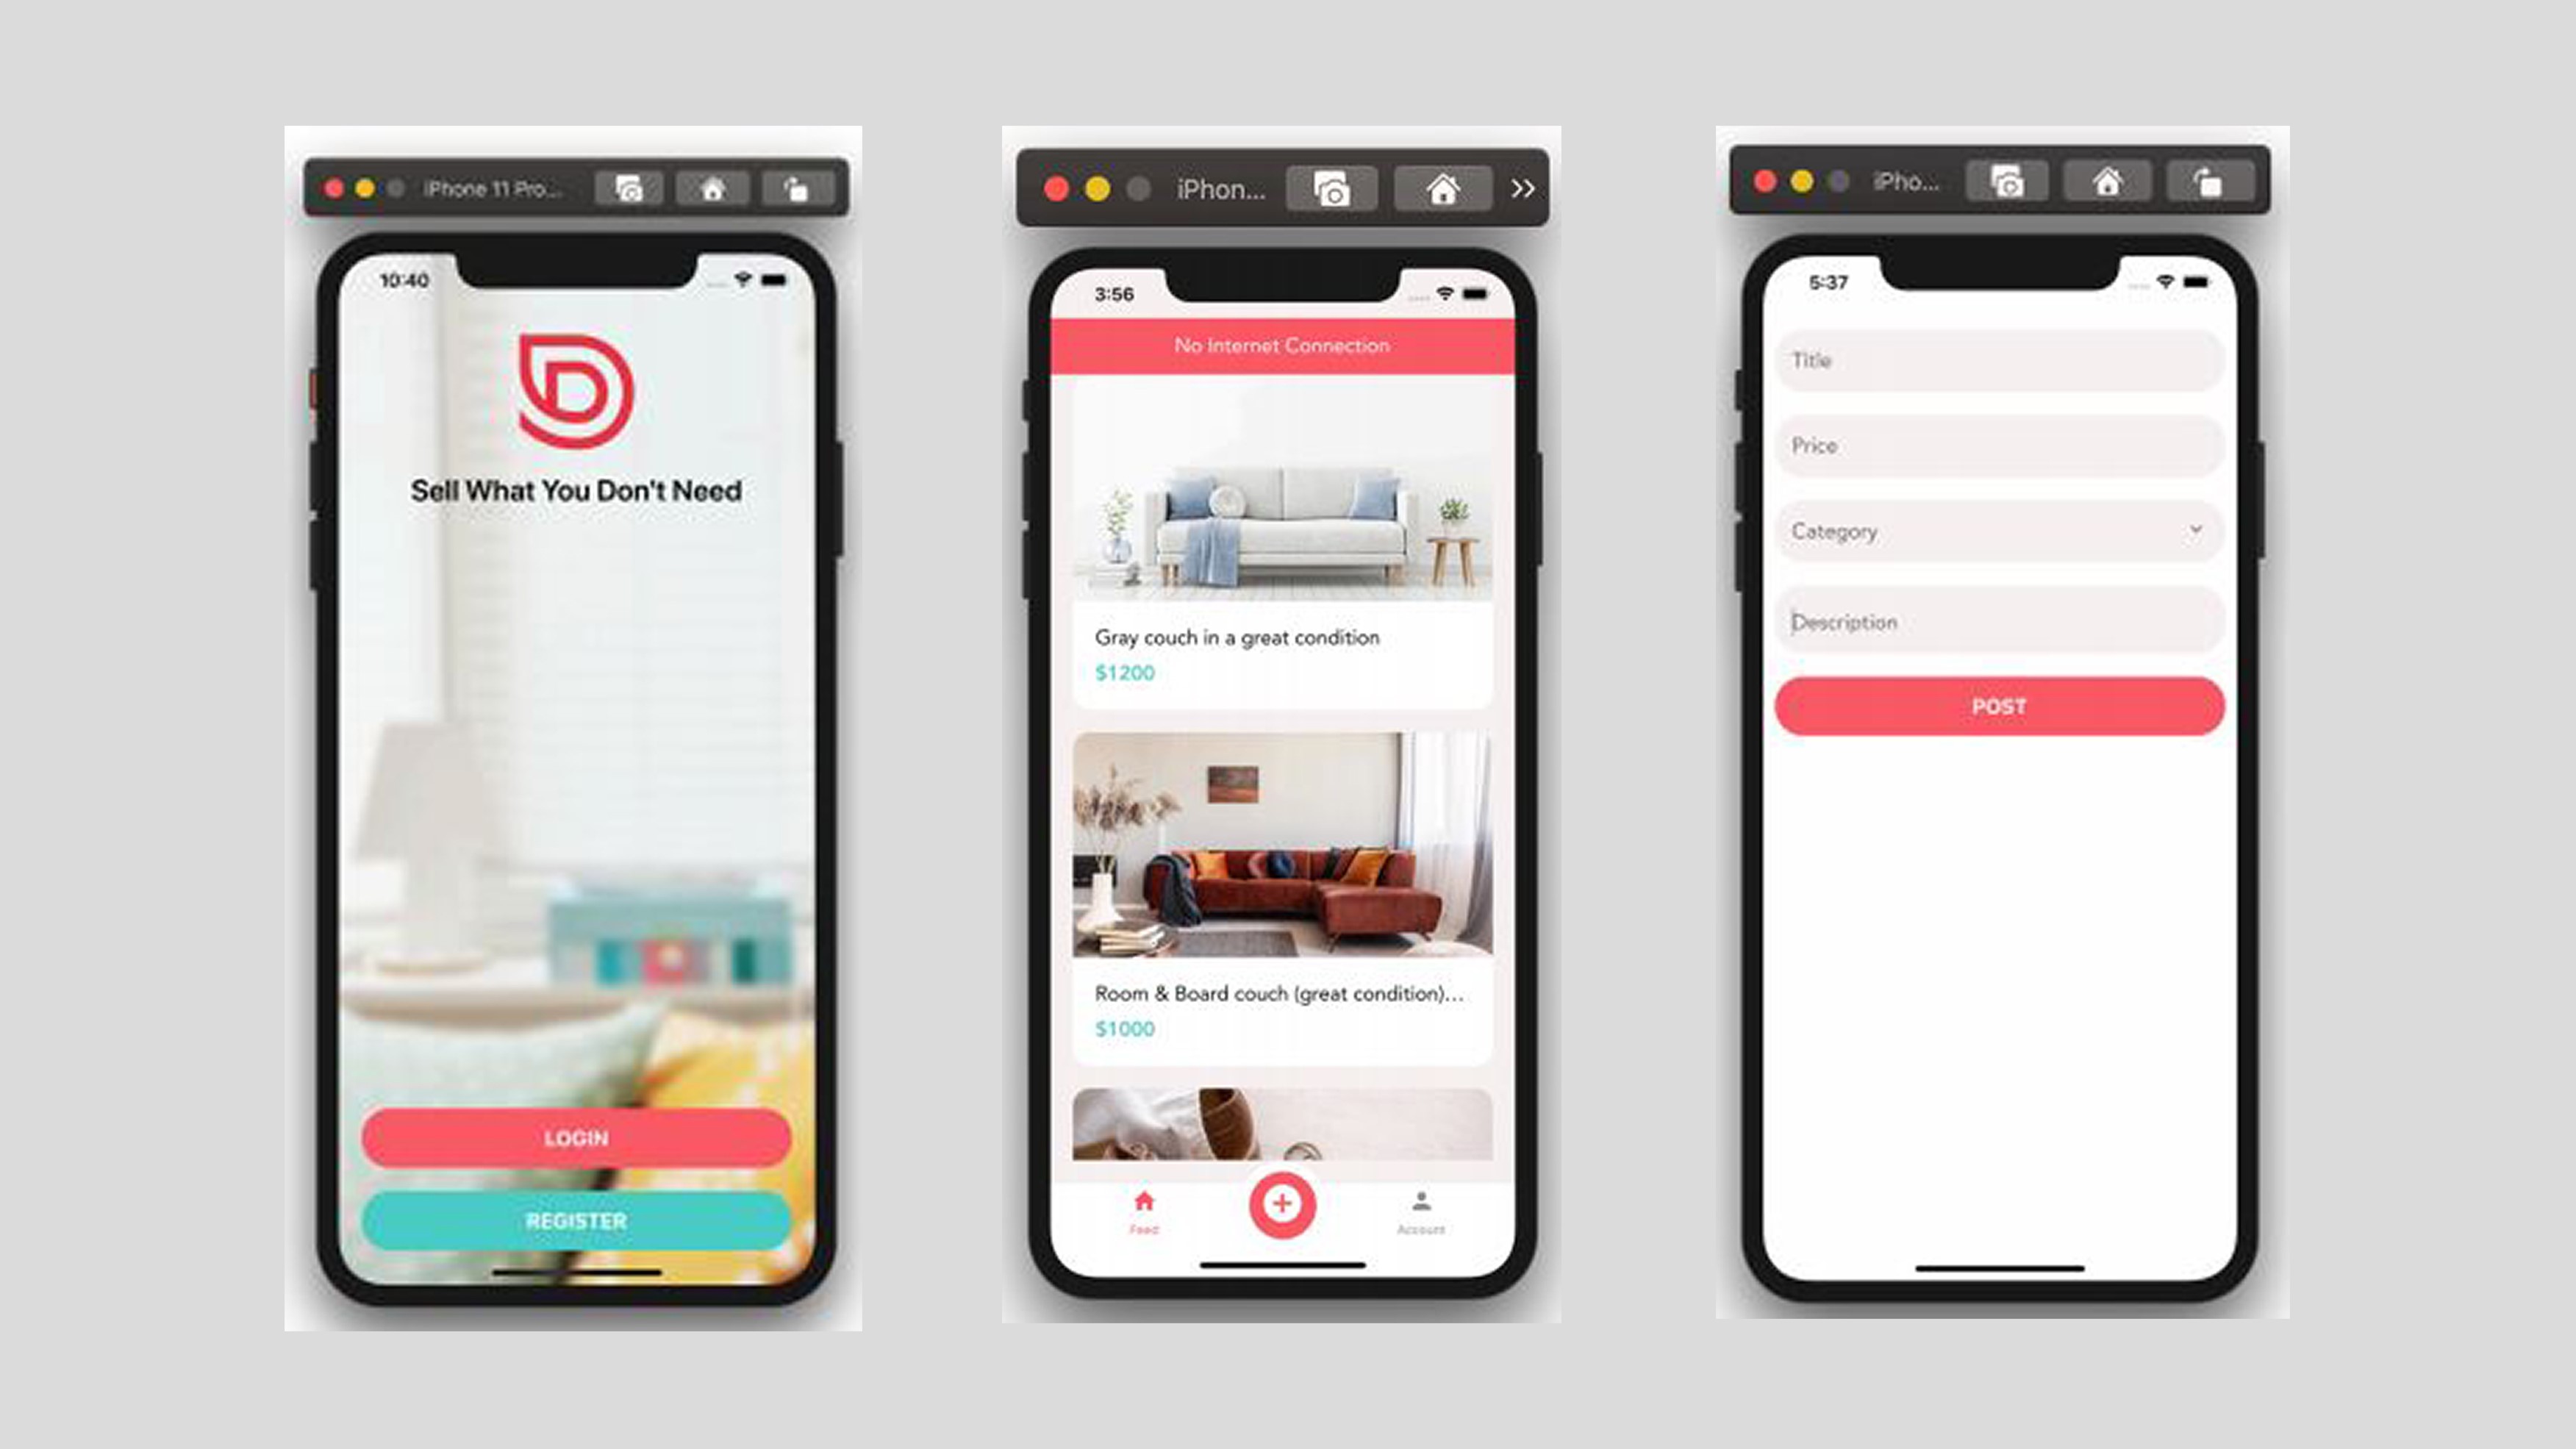 iPhone 11 Pro...
10:40
Sell What You Don't Need
LOGIN
REGISTER
iPhon...
3:56
No Internet Connection
Gray couch in a great condition
$1200
Room & Board couch (great condition)...
$1000
Feed
Account
iPho...
5:37
Title
Price
Category
Description
POST